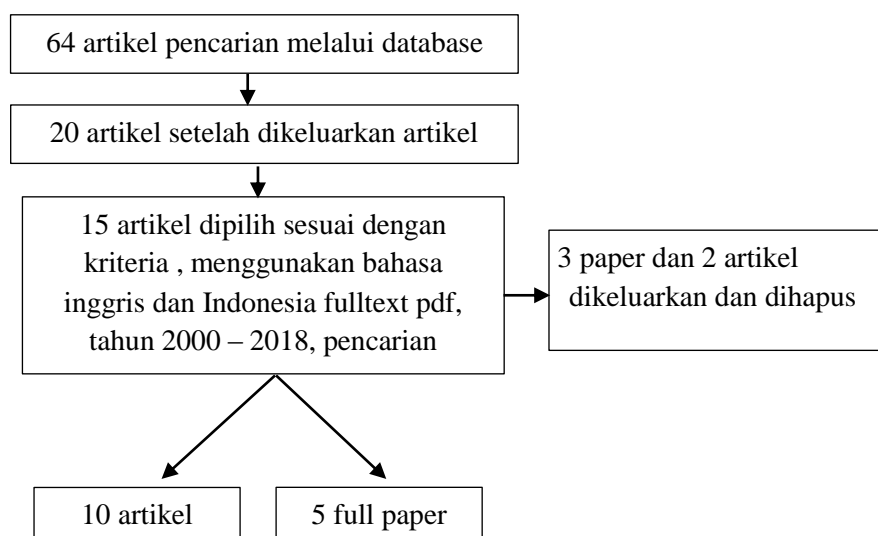 64 artikel pencarian melalui database
20 artikel setelah dikeluarkan artikel
15 artikel dipilih sesuai dengan
kriteria , menggunakan bahasa
inggris dan Indonesia fulltext pdf,
tahun 2000 – 2018, pencarian
3 paper dan 2 artikel
dikeluarkan dan dihapus
10 artikel
5 full paper